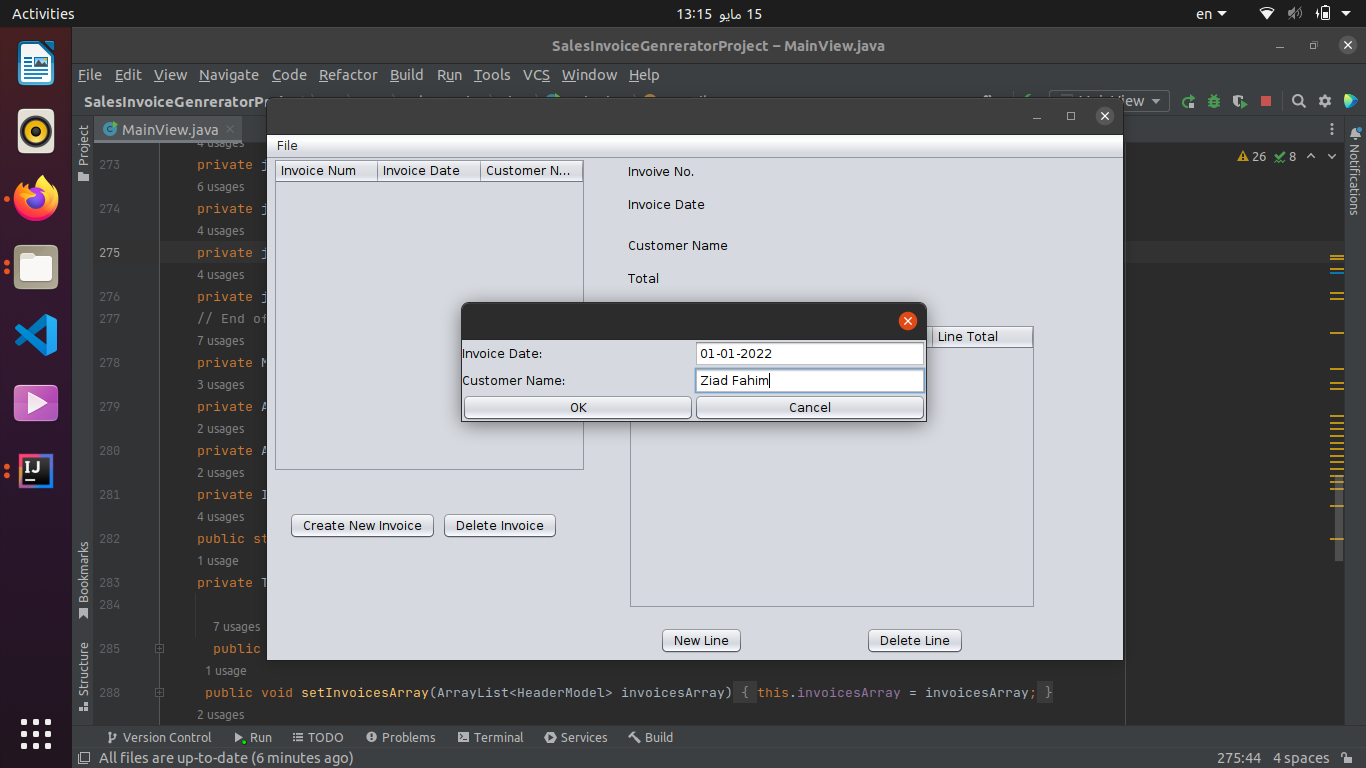 Activities
15 مايو 13:15
en
SalesInvoiceGenreratorProject – MainView.java
File Edit View Navigate Code Refactor Build Run Tools VCS Window Help
SalesInvoiceGenreratorPr
View
Project
MainView.java
Notifications
26 8
File
Invoice Num Invoice Date Customer N...
Invoive No.
Invoice Date
Customer Name
Total
Line Total
Invoice Date: 01-01-2022
Customer Name: Ziad Fahim
OK Cancel
Create New Invoice Delete Invoice
New Line Delete Line
4 usages
273 private j
6 usages
274 private j
4 usages
275 private j
4 usages
276 private j
277 // End of
7 usages
278 private M
3 usages
279 private A
2 usages
280 private A
2 usages
281 private I
4 usages
282 public st
1 usage
283 private T
284
7 usages
285 public
1 usage
288 public void setInvoicesArray(ArrayList<HeaderModel> invoicesArray) { this.invoicesArray = invoicesArray; }
2 usages
Bookmarks
Structure
Version Control Run TODO Problems Terminal Services Build
All files are up-to-date (6 minutes ago)
275:44 4 spaces